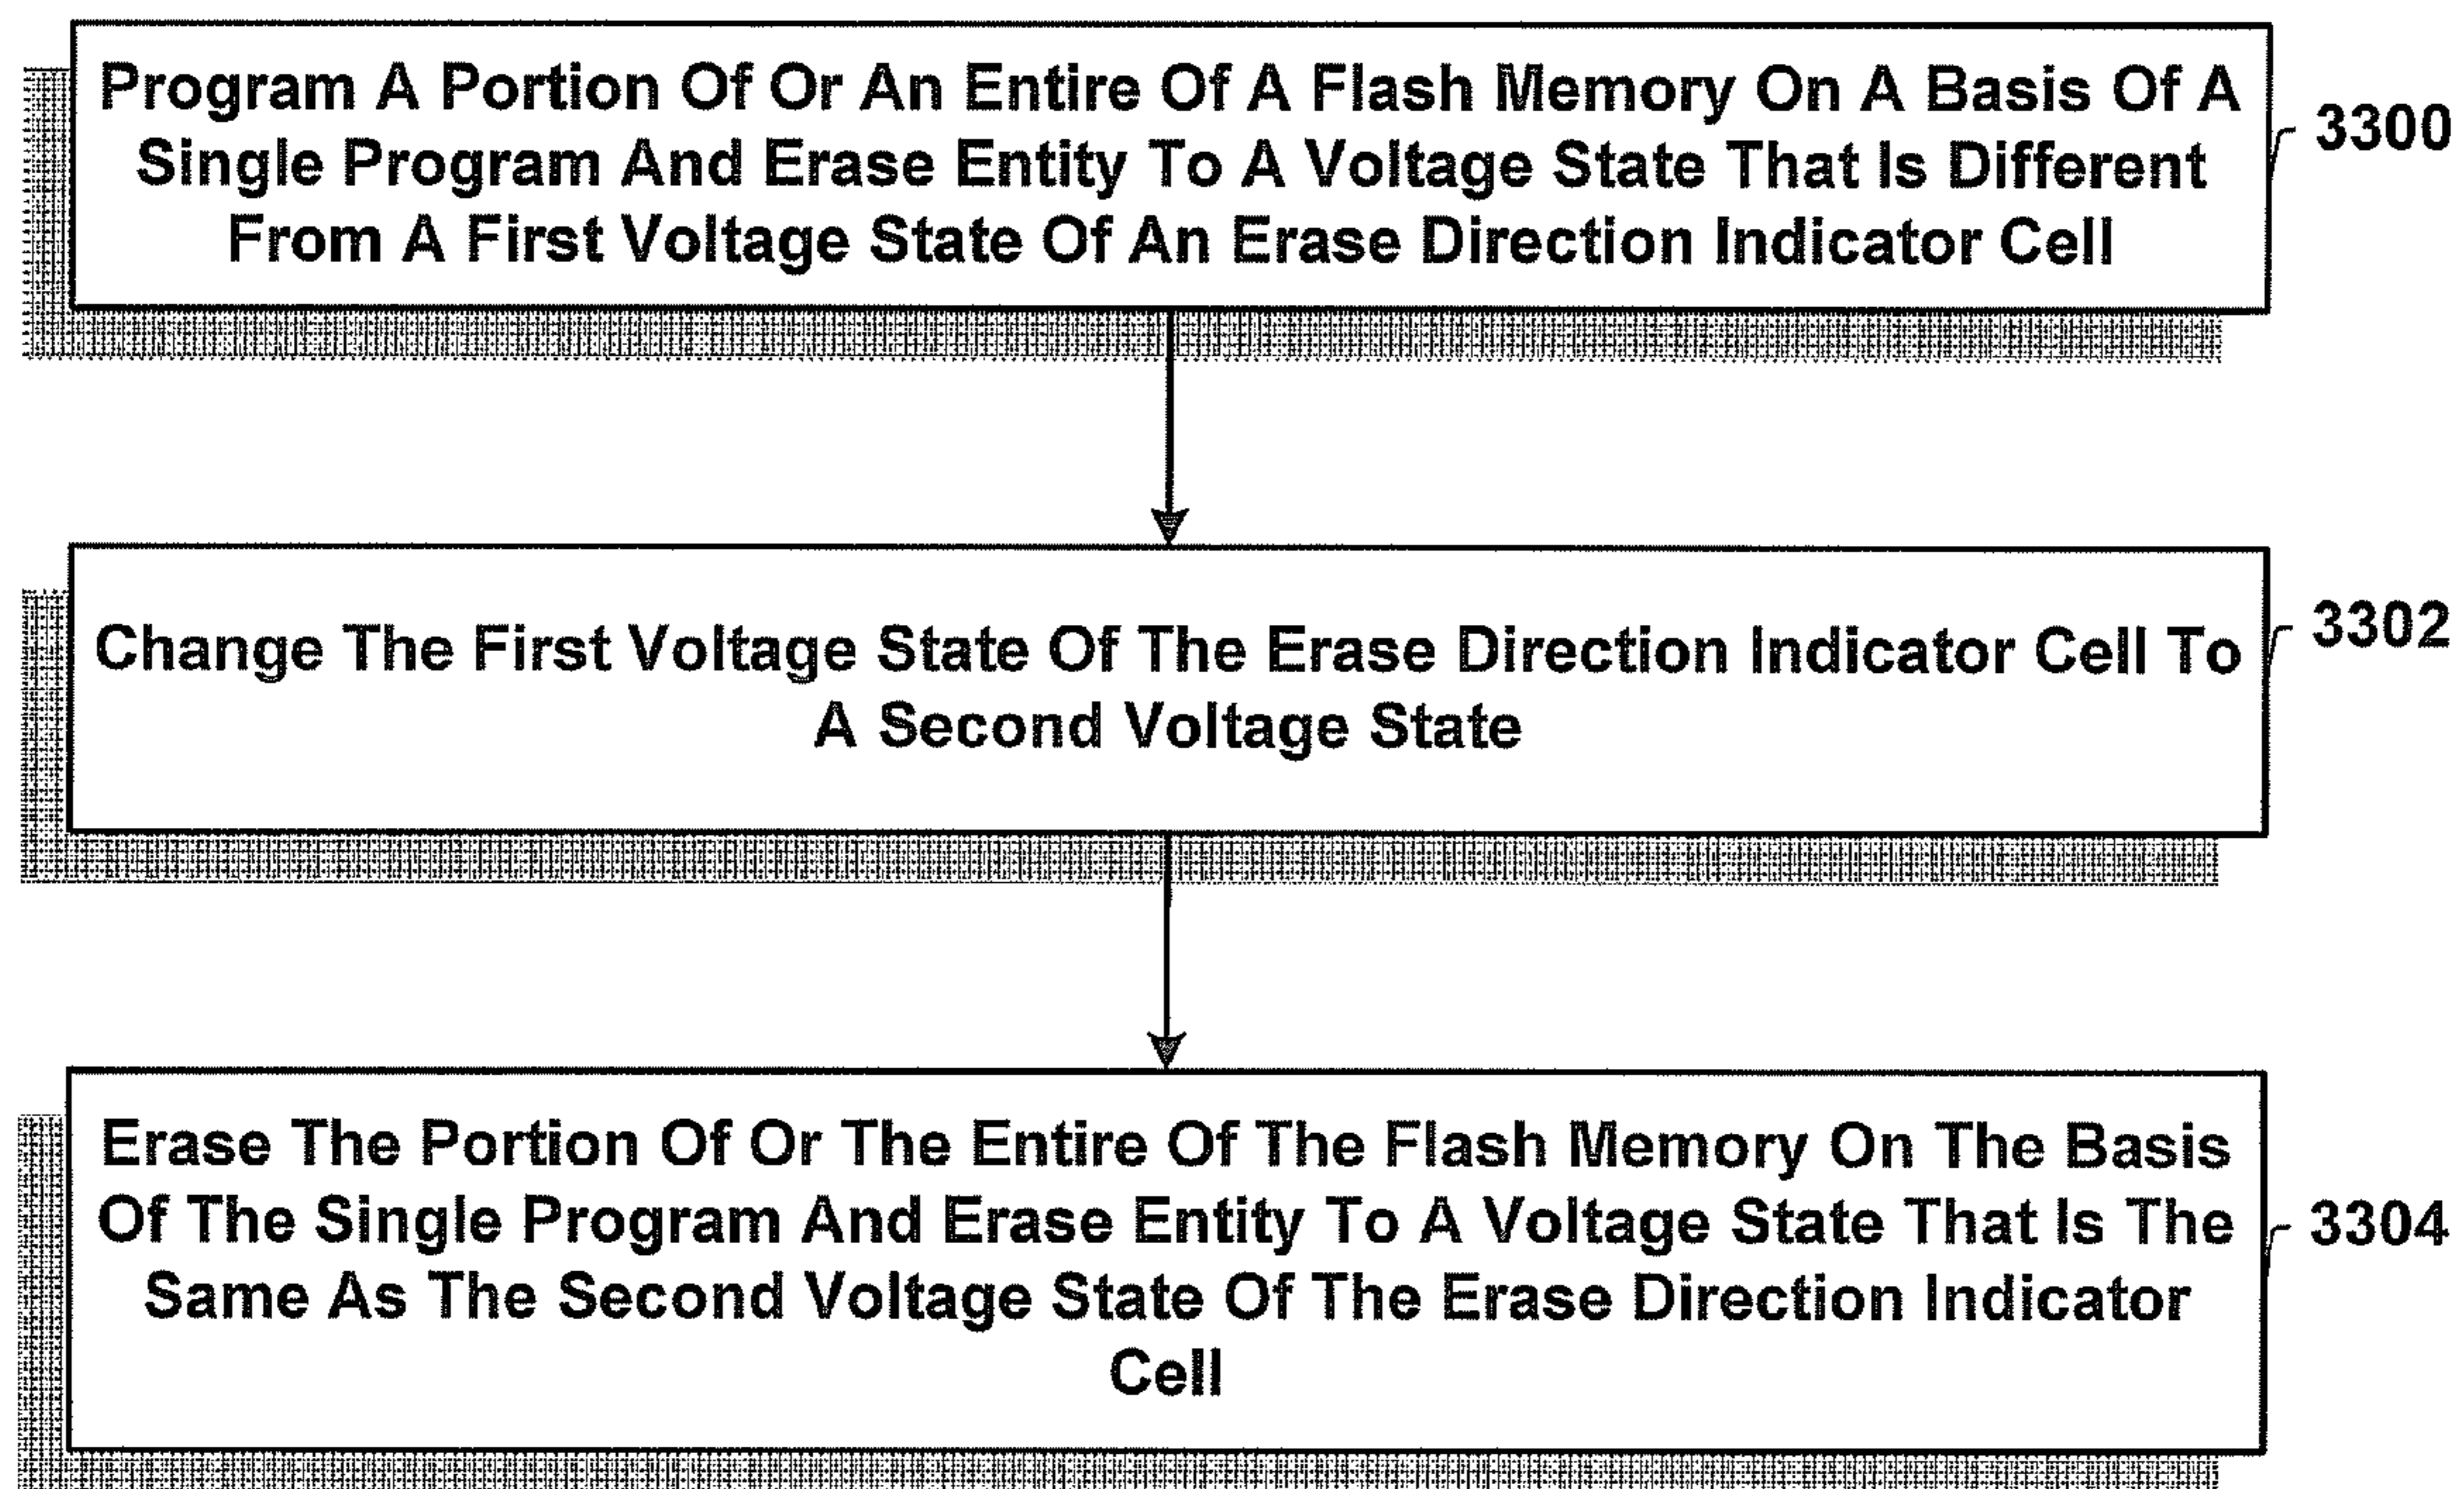 Program A Portion Of Or An Entire Of A Flash Memory On A Basis Of A
Single Program And Erase Entity To A Voltage State That Is Different
From A First Voltage State Of An Erase Direction Indicator Cell
3300
Change The First Voltage State Of The Erase Direction Indicator Cell To
A Second Voltage State
3302
Erase The Portion Of Or The Entire Of The Flash Memory On The Basis
Of The Single Program And Erase Entity To A Voltage State That Is The
Same As The Second Voltage State Of The Erase Direction Indicator
Cell
3304